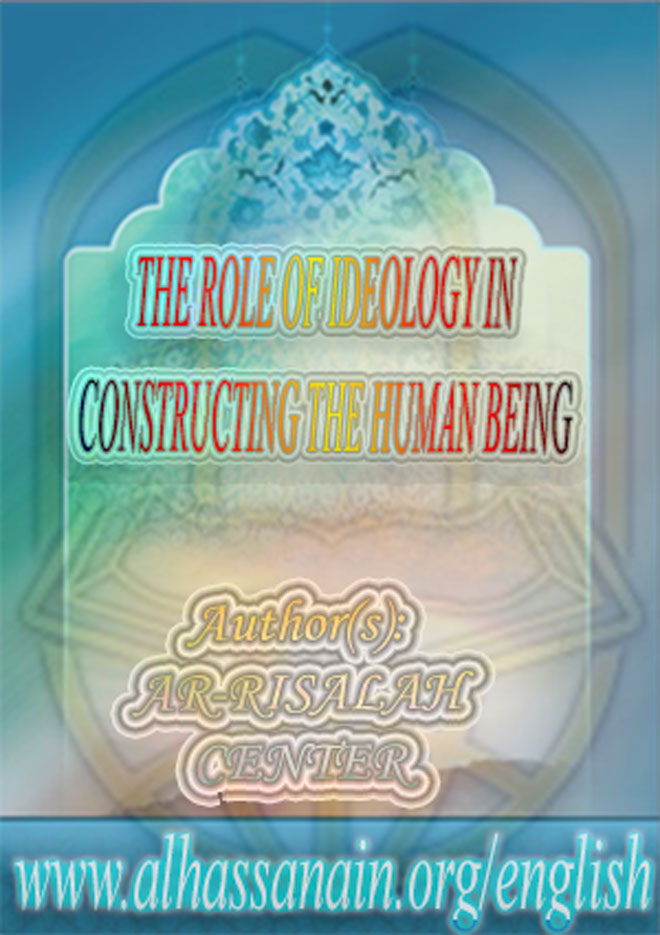 THE ROLE OF IDEOLOGY IN
CONSTRUCTING THE HUMAN BEING
Author(s):
AR-RISALAH
CENTER
www.alhassanain.org/english